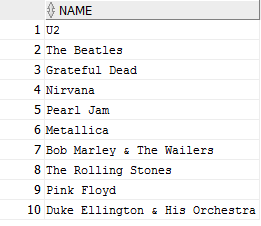 NAME
1 U2
2 The Beatles
3 Grateful Dead
4 Nirvana
5 Pearl Jam
6 Metallica
7 Bob Marley & The Wailers
8 The Rolling Stones
9 Pink Floyd
10 Duke Ellington & His Orchestra